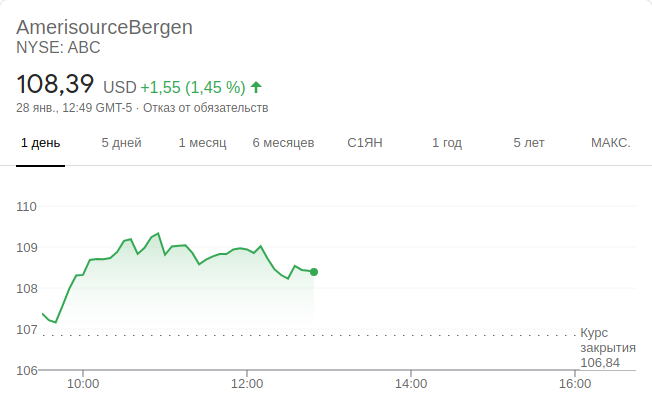 AmerisourceBergen
NYSE: ABC
108,39 USD +1,55 (1,45 %)
28 янв., 12:49 GMT-5 · Отказ от обязательств
1 день 5 дней 1 месяц 6 месяцев С1ЯН 1 год 5 лет МАКС.
110
109
108
107
Курс
закрытия
106,84
106
10:00 12:00 14:00 16:00